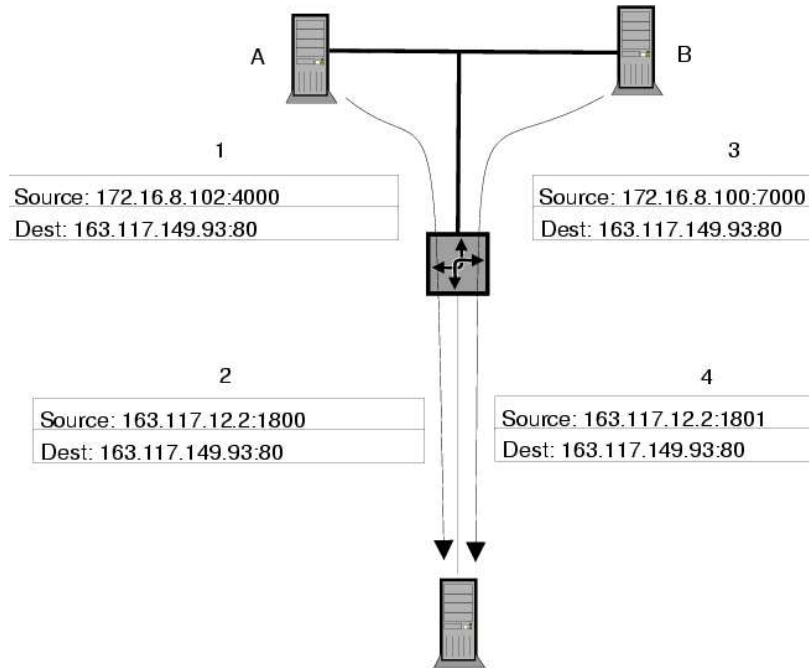 A
B
1
Source: 172.16.8.102:4000
Dest: 163.117.149.93:80
3
Source: 172.16.8.100:7000
Dest: 163.117.149.93:80
2
Source: 163.117.12.2:1800
Dest: 163.117.149.93:80
4
Source: 163.117.12.2:1801
Dest: 163.117.149.93:80